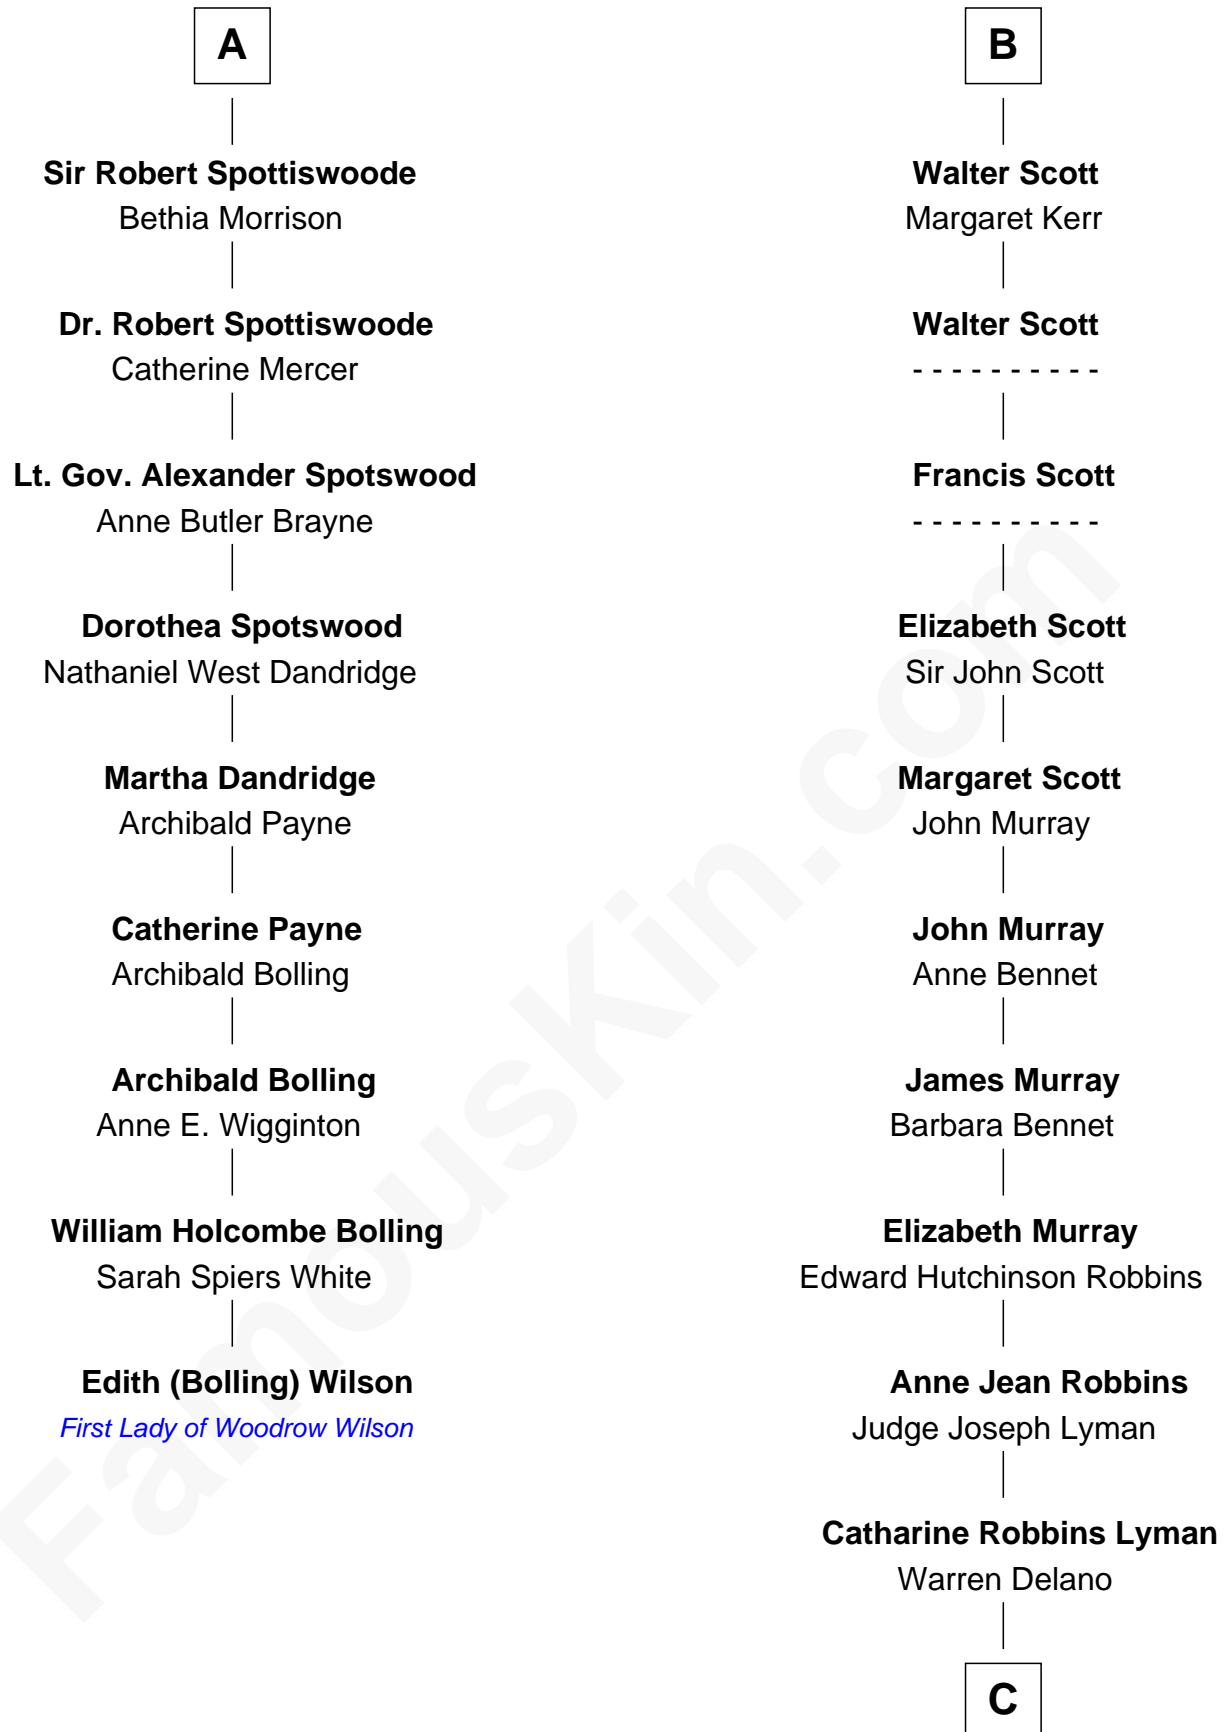 A
Sir Robert Spottiswoode
Bethia Morrison
Dr. Robert Spottiswoode
Catherine Mercer
Lt. Gov. Alexander Spotswood
Anne Butler Brayne
Dorothea Spotswood
Nathaniel West Dandridge
Martha Dandridge
Archibald Payne
Catherine Payne
Archibald Bolling
Archibald Bolling
Anne E. Wigginton
William Holcombe Bolling
Sarah Spiers White
Edith (Bolling) Wilson
First Lady of Woodrow Wilson
B
Walter Scott
Margaret Kerr
Walter Scott
- - - - - - - - - -
Francis Scott
- - - - - - - - - -
Elizabeth Scott
Sir John Scott
Margaret Scott
John Murray
John Murray
Anne Bennet
James Murray
Barbara Bennet
Elizabeth Murray
Edward Hutchinson Robbins
Anne Jean Robbins
Judge Joseph Lyman
Catharine Robbins Lyman
Warren Delano
C
FamousKin.com